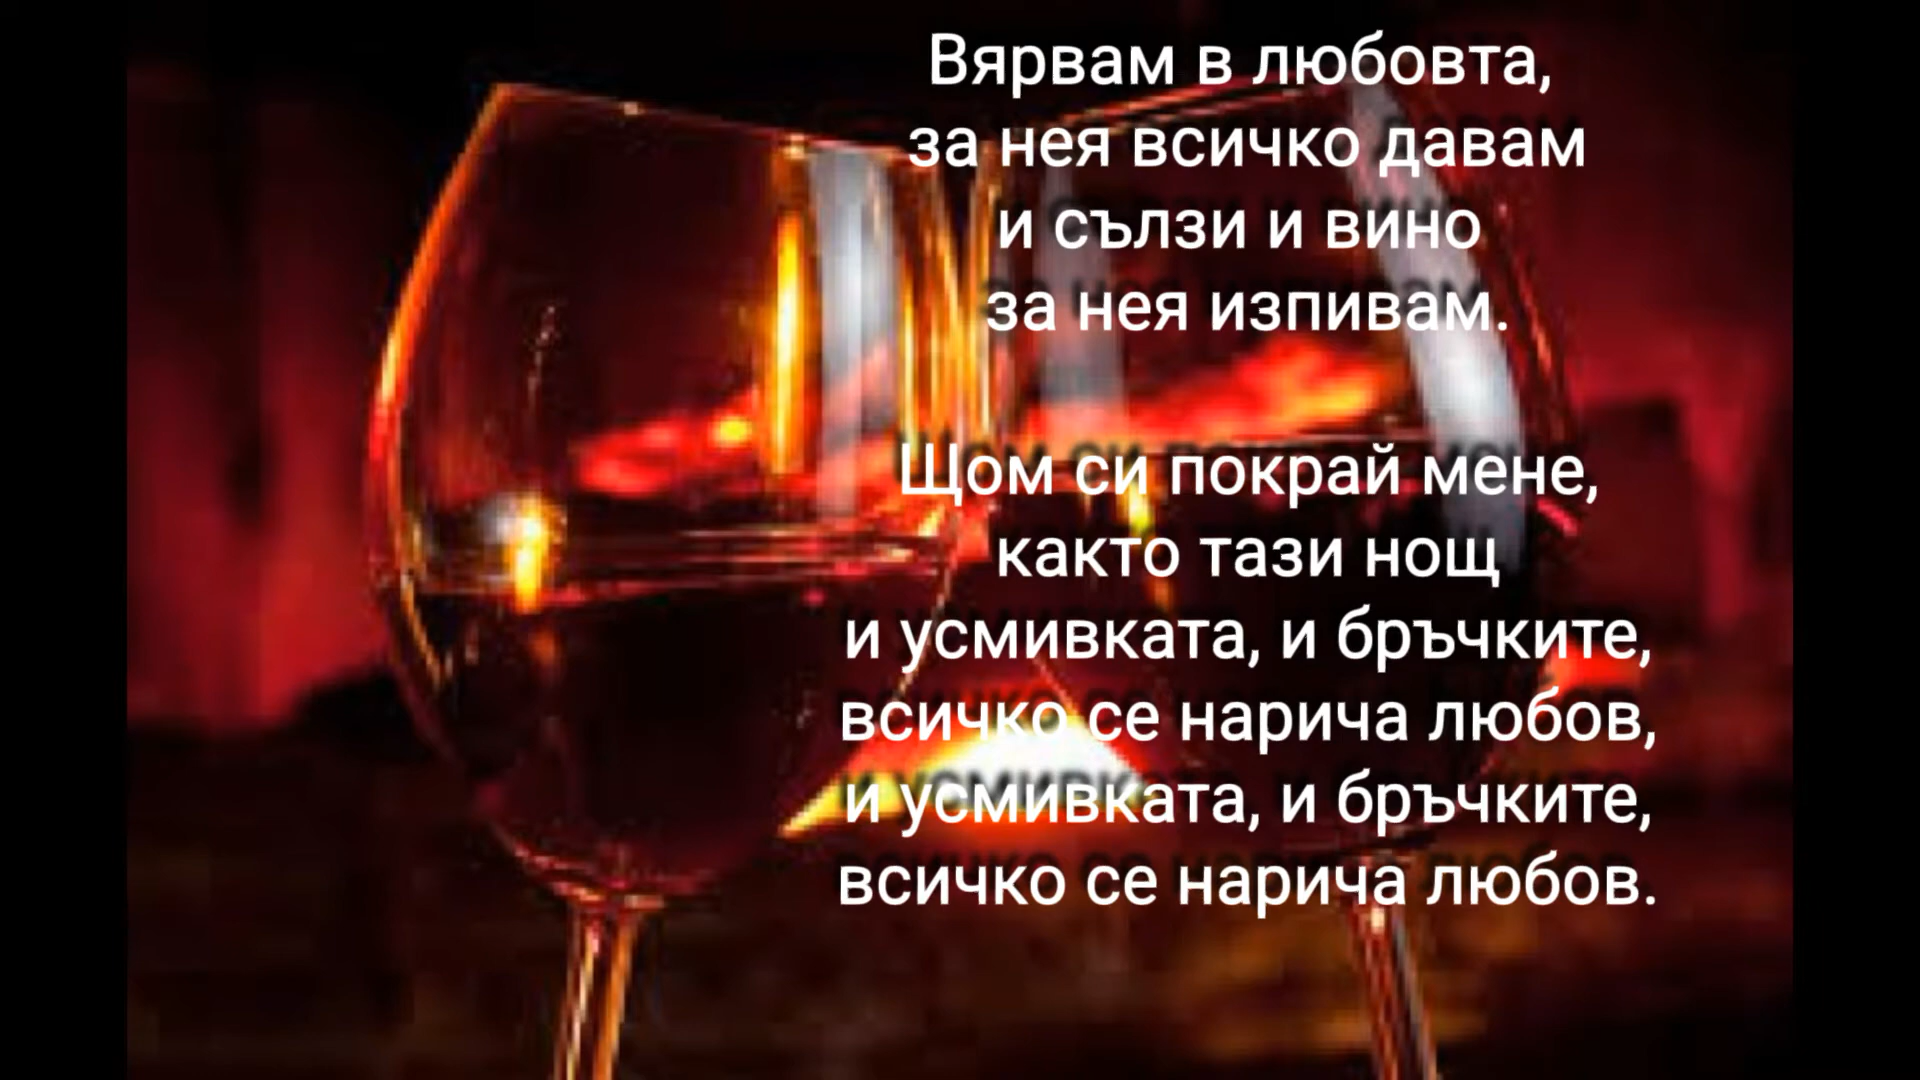 Вярвам в любовта,
за нея всичко давам
и сълзи и вино
за нея изпивам.
Щом си покрай мене,
както тази нощ
и усмивката, и бръчките,
всичко се нарича любов,
и усмивката, и бръчките,
всичко се нарича любов.